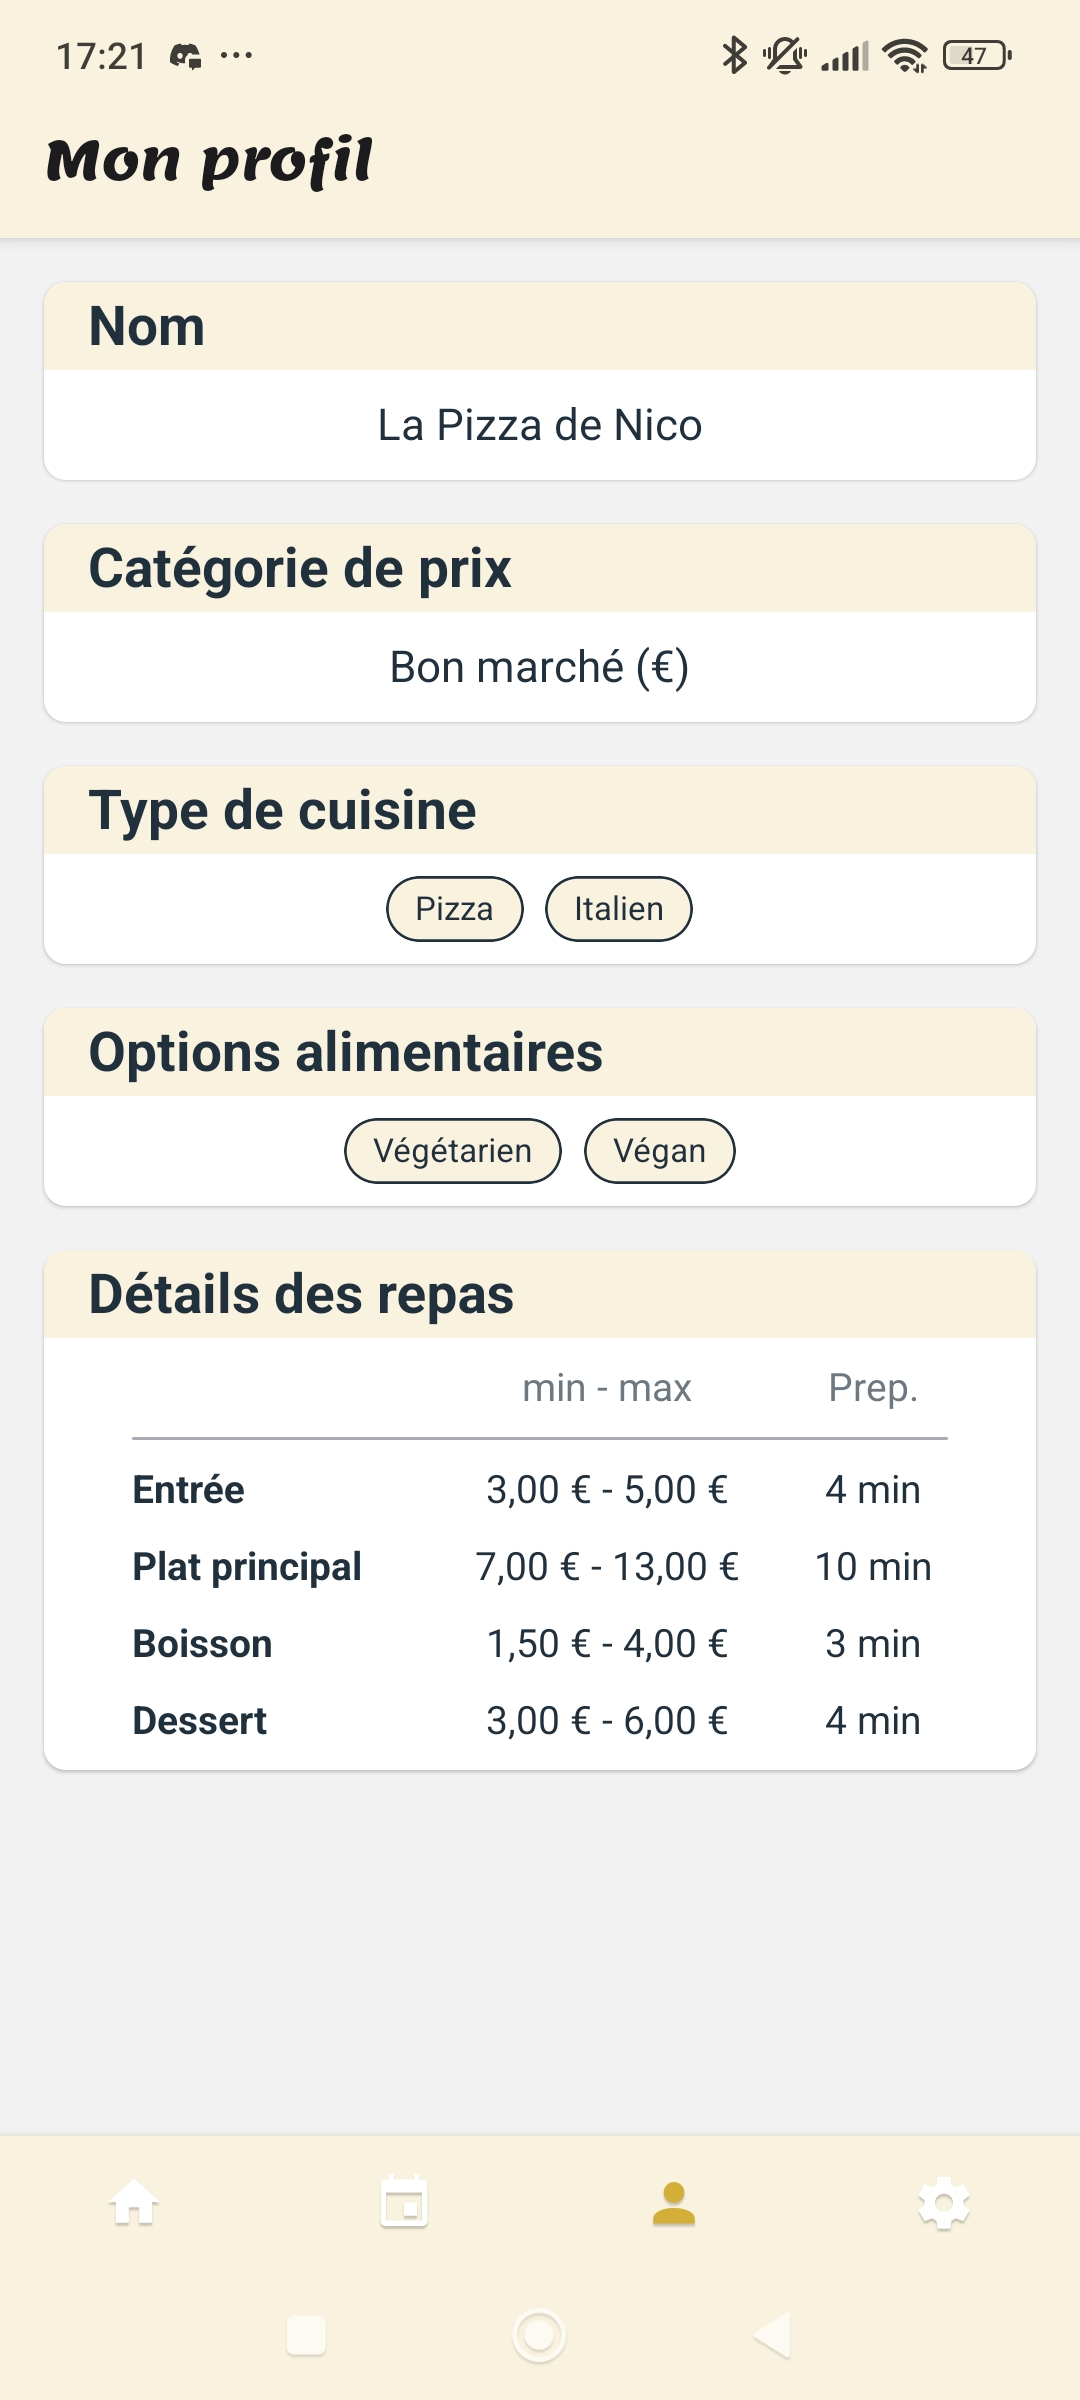 17:21
47
Mon profil
Nom
La Pizza de Nico
Catégorie de prix
Bon marché (€)
Type de cuisine
Pizza Italien
Options alimentaires
Végétarien Végan
Détails des repas
min - max Prep.
Entrée 3,00 € - 5,00 € 4 min
Plat principal 7,00 € - 13,00 € 10 min
Boisson 1,50 € - 4,00 € 3 min
Dessert 3,00 € - 6,00 € 4 min